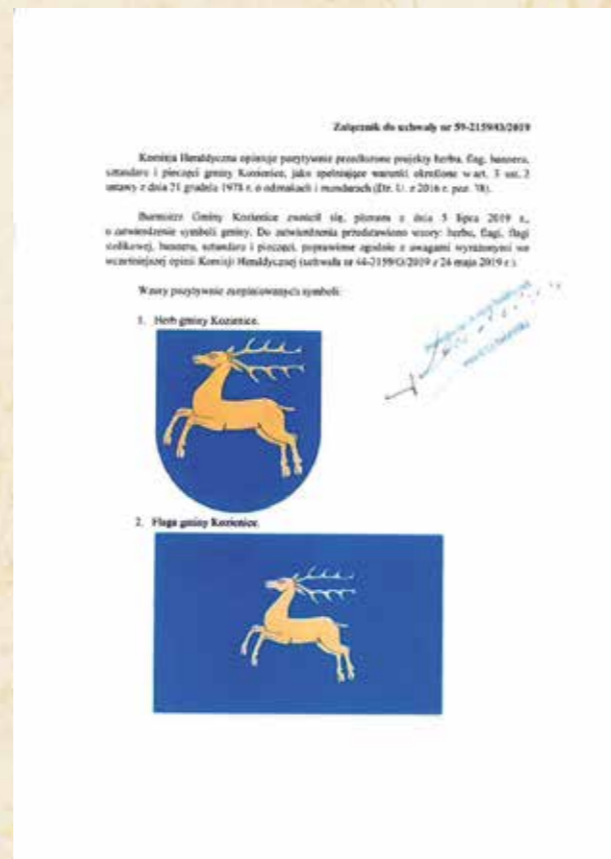 Załącznik do uchwały nr 59-2159/O/2019
Komisja Heraldyczna opiniuje pozytywnie przedłożone projekty herbu, flag, banneru,
sztandaru i pieczęci gminy Kozienice, jako spełniające warunki określone w art. 3 ust. 2
ustawy z dnia 21 grudnia 1978 r. o odznakach i mundurach (Dz. U. z 2016 r. poz. 38).
Burmistrz Gminy Kozienice zwrócił się, pismem z dnia 5 lipca 2019 r.,
o zatwierdzenie symboli gminy. Do zatwierdzenia przedstawiono wzory: herbu, flagi, flagi
stolikowej, banneru, sztandaru i pieczęci, poprawione zgodnie z uwagami wyrażonymi we
wcześniejszej opinii Komisji Heraldycznej (uchwała nr 44-2159/O/2019 z 24 maja 2019 r.).
Wzory pozytywnie zaopiniowanych symboli:
1. Herb gminy Kozienice.
2. Flaga gminy Kozienice.